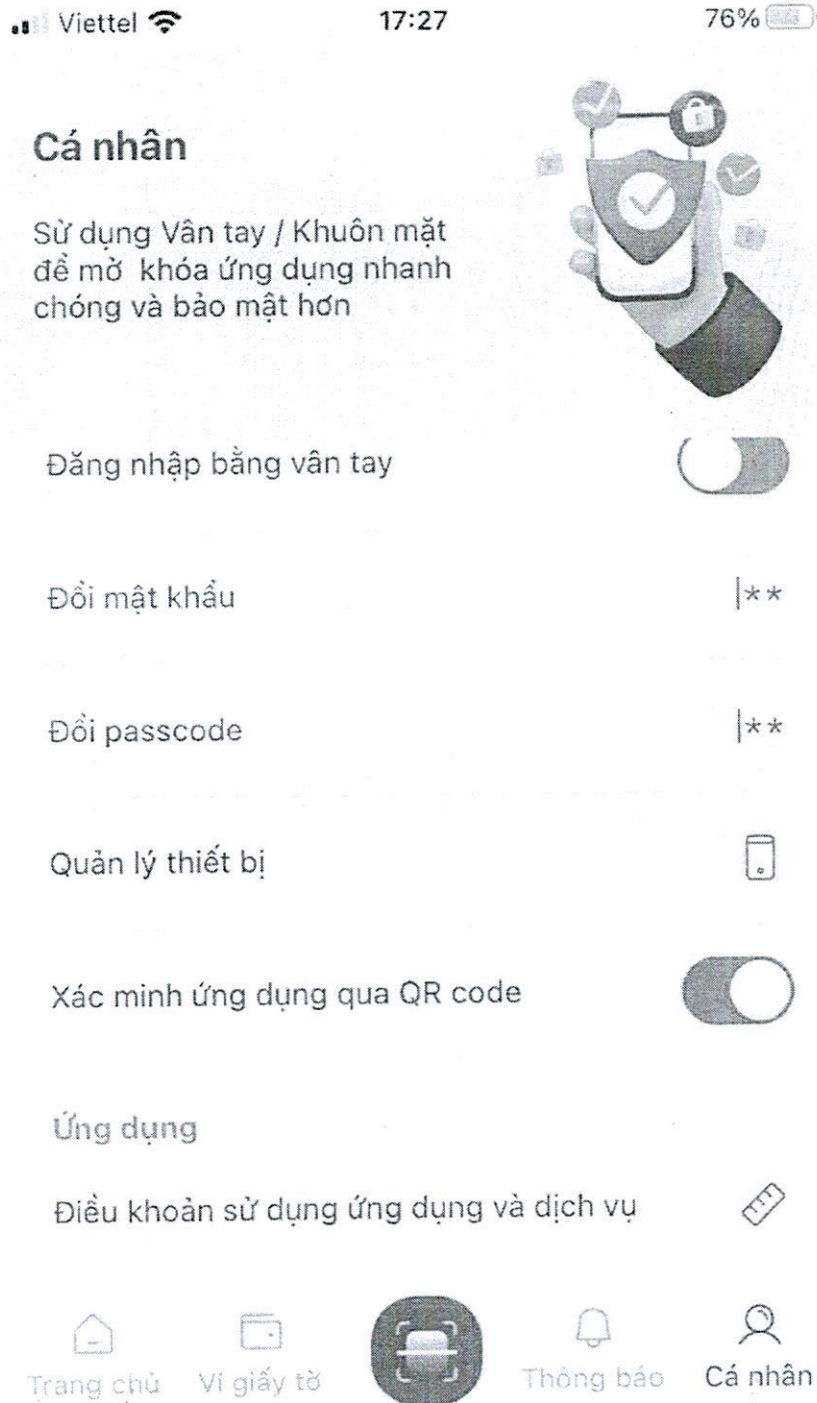 Viettel 17:27 76%
Cá nhân
Sử dụng Vân tay / Khuôn mặt
để mở khóa ứng dụng nhanh
chóng và bảo mật hơn
Đăng nhập bằng vân tay
Đổi mật khẩu |**
Đổi passcode |**
Quản lý thiết bị
Xác minh ứng dụng qua QR code
Ứng dụng
Điều khoản sử dụng ứng dụng và dịch vụ
Trang chủ Ví giấy tờ Thông báo Cá nhân